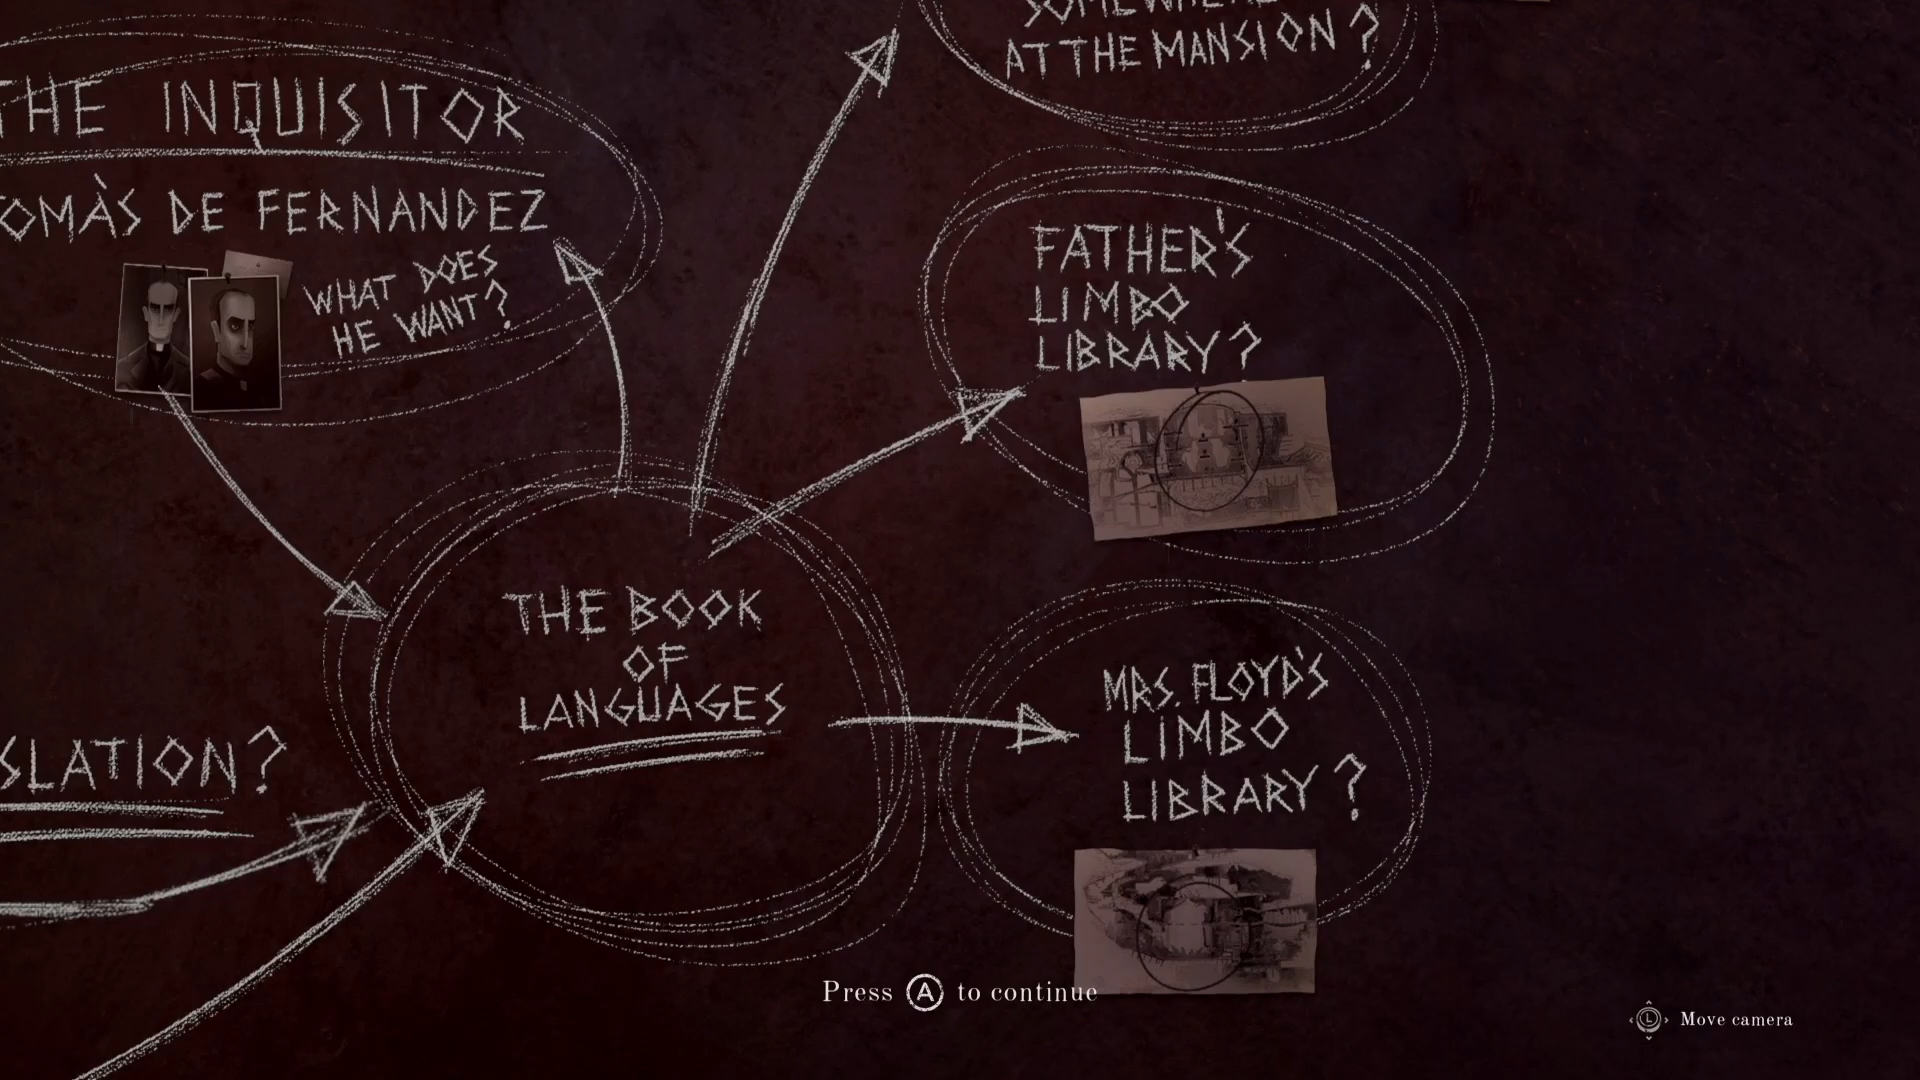 AT THE MANSION?
THE INQUISITOR
TOMÀS DE FERNANDEZ
WHAT DOES
HE WANT?
FATHER'S
LIMBO
LIBRARY?
THE BOOK
OF
LANGUAGES
MRS. FLOYD'S
LIMBO
LIBRARY?
SLATION?
Press A to continue
L Move camera